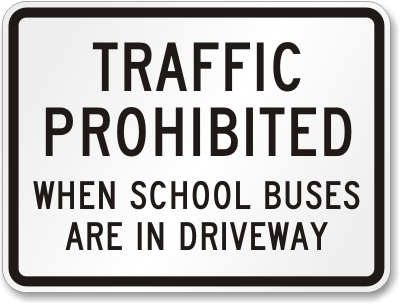 TRAFFIC
PROHIBITED
WHEN SCHOOL BUSES
ARE IN DRIVEWAY